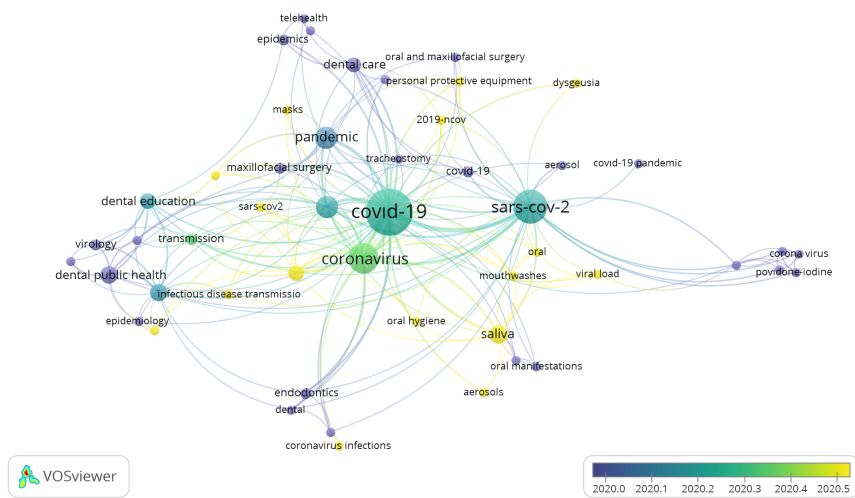 telehealth
epidemics
dental care
oral and maxillofacial surgery
personal protective equipment
dysgeusia
masks
2019-ncov
pandemic
tracheostomy
maxillofacial surgery
covid-19
aerosol
covıd-19 pandemic
dental education
sars-cov2
covıd-19
sars-cov-2
virology
transmission
oral
corona virus
coronavirus
dental public health
mouthwashes
viral load
povidone-iodine
infectious disease transmissio
epidemiology
oral hygiene
saliva
oral manifestations
endodontics
aerosols
dental
coronavirus infections
VOSviewer
2020.0 2020.1 2020.2 2020.3 2020.4 2020.5